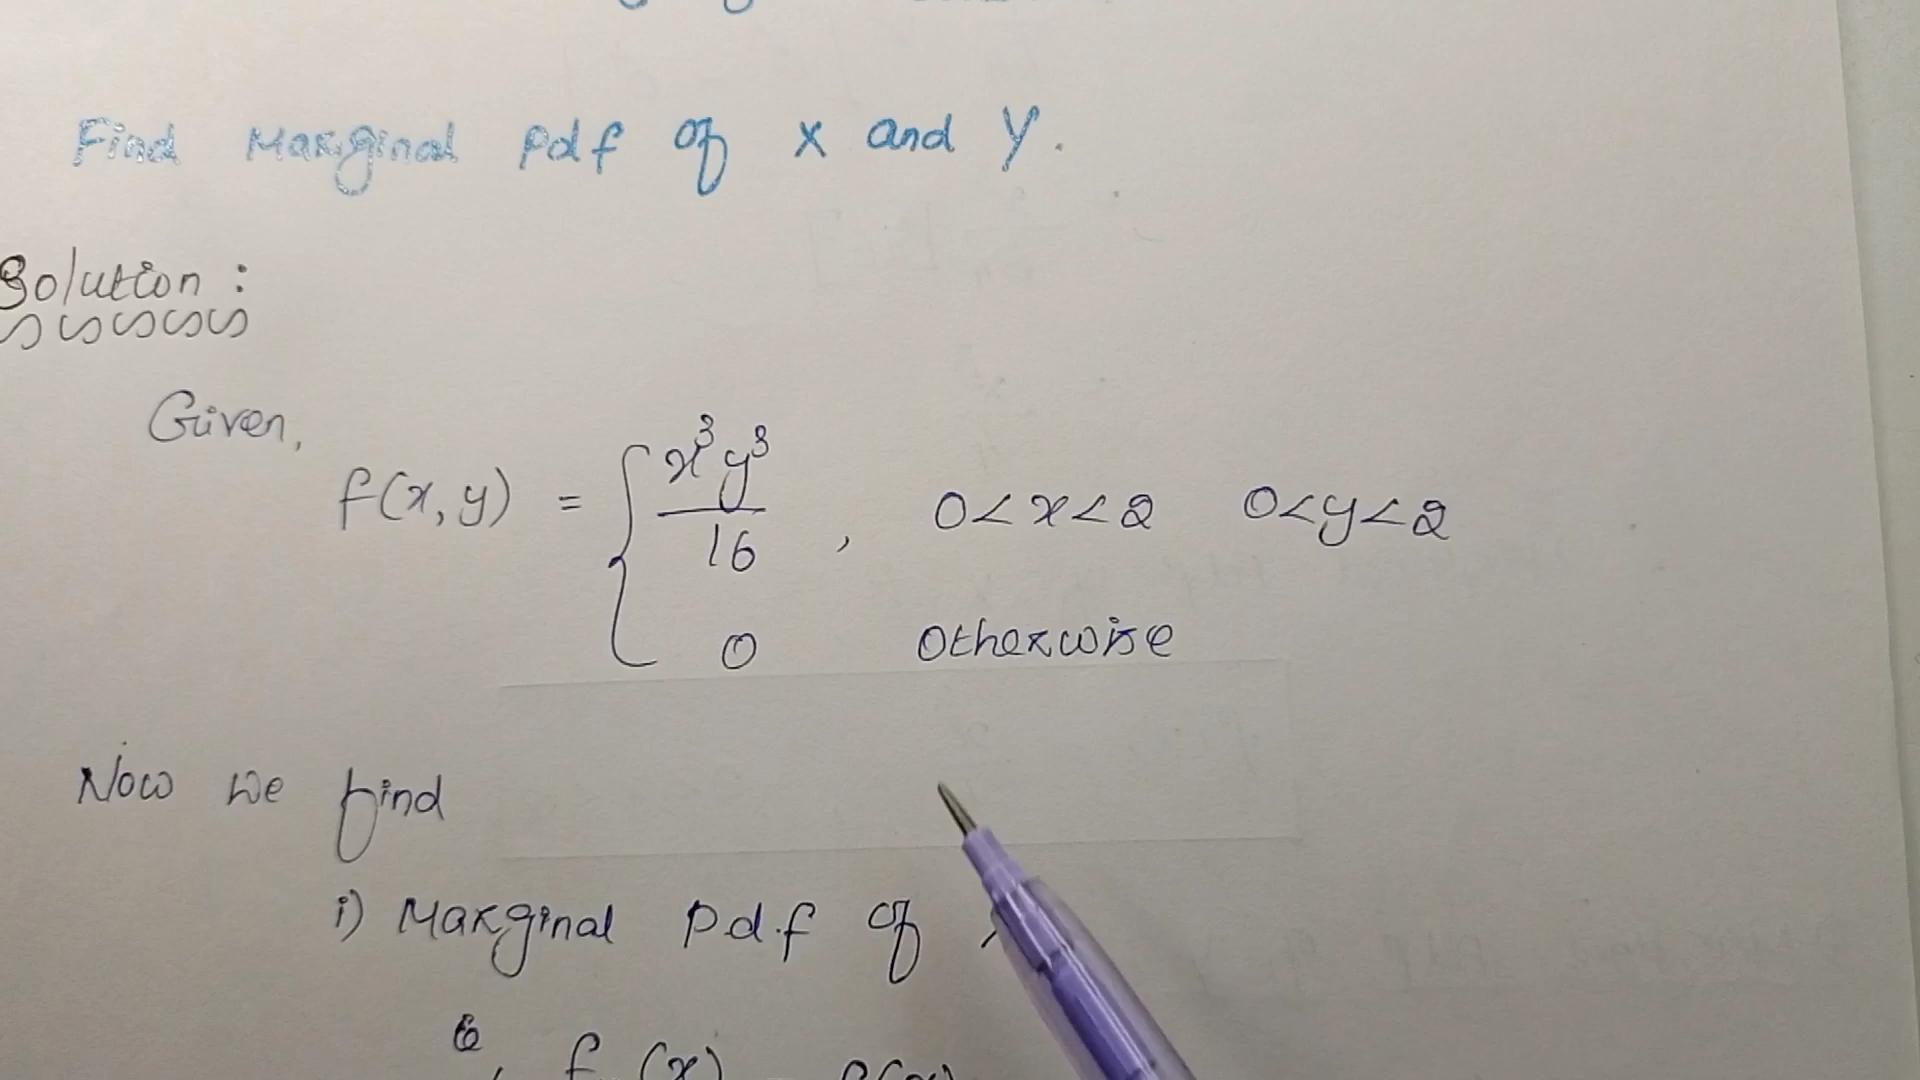 Find Marginal Pdf of X and Y.
Solution:
Given,
f(x,y) = { x³y³/16 , 0<x<2 0<y<2
0 Otherwise
Now we find
i) Marginal P.d.f of
f (x)